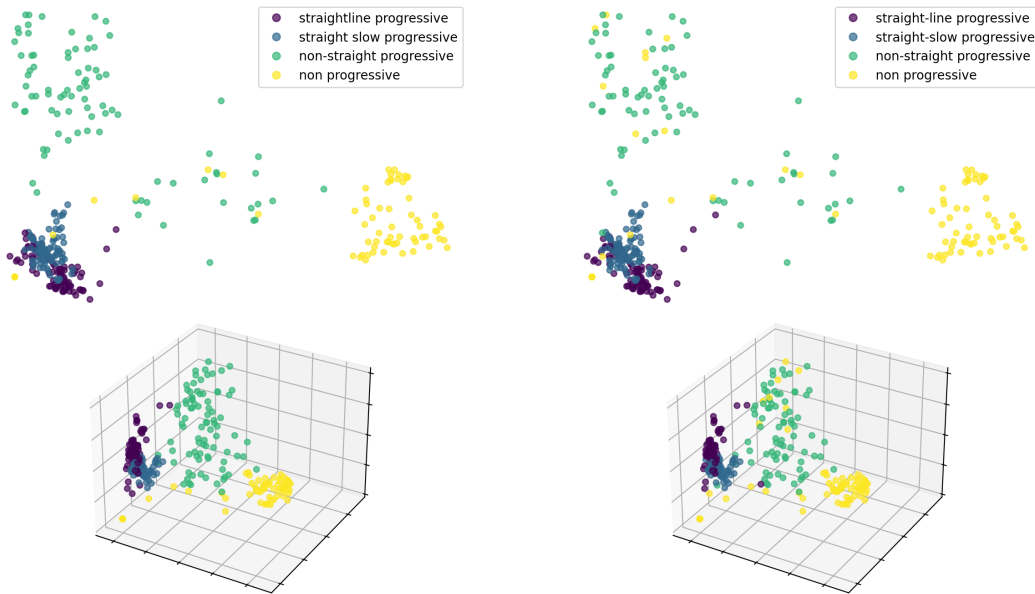 straightline progressive
straight slow progressive
non-straight progressive
non progressive
straight-line progressive
straight-slow progressive
non-straight progressive
non progressive